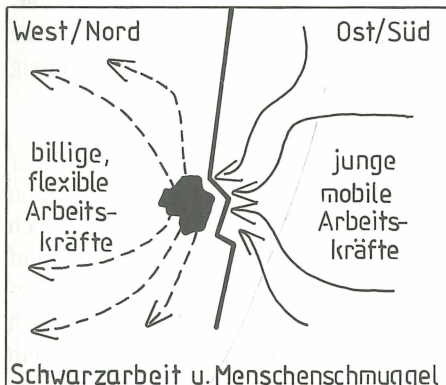 West/Nord
Ost/Süd
billige,
flexible
Arbeits-
kräfte
junge
mobile
Arbeits-
kräfte
Schwarzarbeit u. Menschenschmuggel